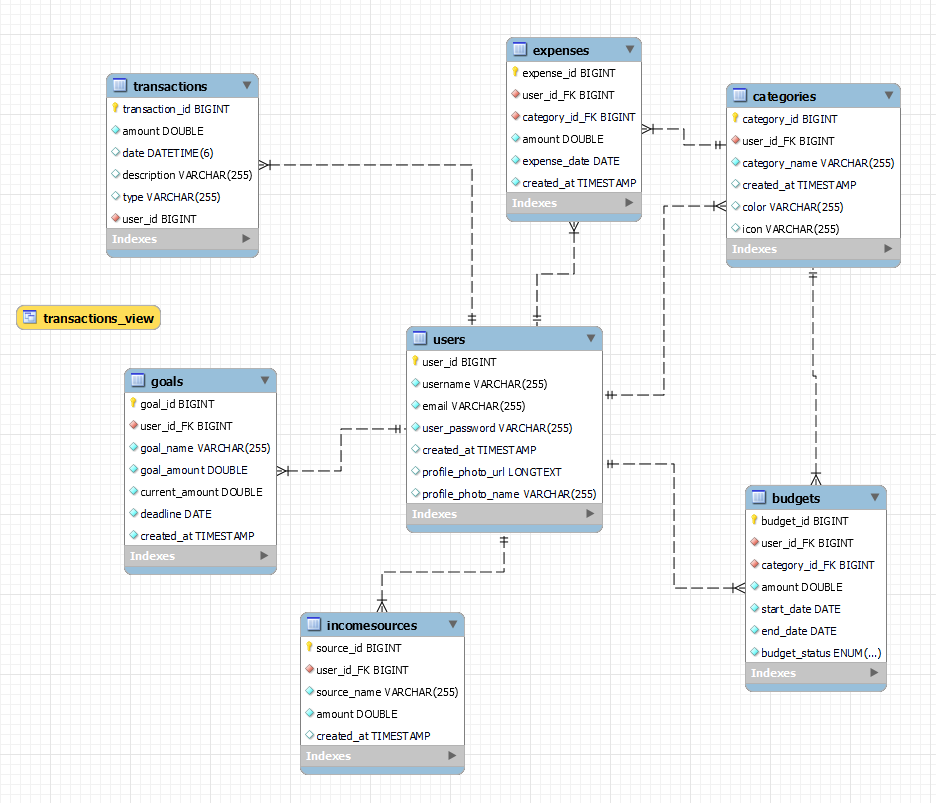 transactions
transaction_id BIGINT
amount DOUBLE
date DATETIME(6)
description VARCHAR(255)
type VARCHAR(255)
user_id BIGINT
Indexes
expenses
expense_id BIGINT
user_id_FK BIGINT
category_id_FK BIGINT
amount DOUBLE
expense_date DATE
created_at TIMESTAMP
Indexes
categories
category_id BIGINT
user_id_FK BIGINT
category_name VARCHAR(255)
created_at TIMESTAMP
color VARCHAR(255)
icon VARCHAR(255)
Indexes
transactions_view
goals
goal_id BIGINT
user_id_FK BIGINT
goal_name VARCHAR(255)
goal_amount DOUBLE
current_amount DOUBLE
deadline DATE
created_at TIMESTAMP
Indexes
users
user_id BIGINT
username VARCHAR(255)
email VARCHAR(255)
user_password VARCHAR(255)
created_at TIMESTAMP
profile_photo_url LONGTEXT
profile_photo_name VARCHAR(255)
Indexes
budgets
budget_id BIGINT
user_id_FK BIGINT
category_id_FK BIGINT
amount DOUBLE
start_date DATE
end_date DATE
budget_status ENUM(...)
Indexes
incomesources
source_id BIGINT
user_id_FK BIGINT
source_name VARCHAR(255)
amount DOUBLE
created_at TIMESTAMP
Indexes